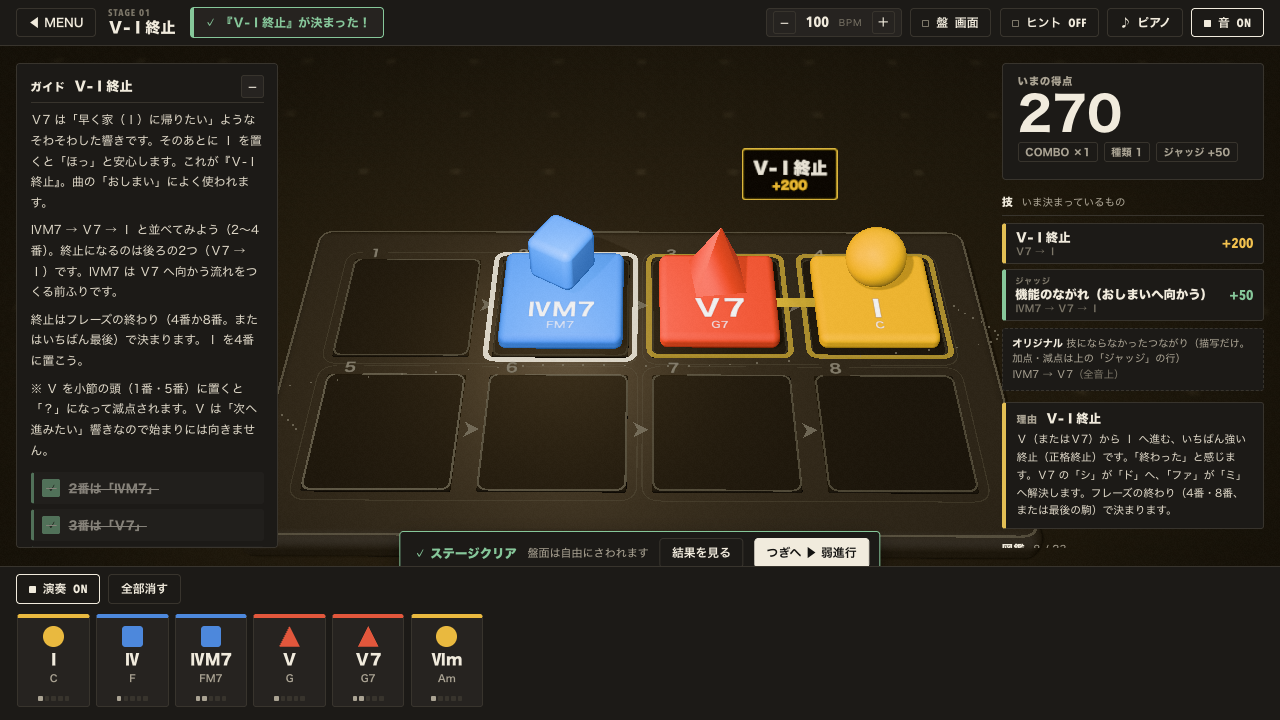 ◀ MENU
STAGE 01
V-Ⅰ終止
✓ 『V-Ⅰ終止』が決まった！
− 100 BPM +
□ 盤 画面
□ ヒント OFF
♪ ピアノ
■ 音 ON
ガイド V-Ⅰ終止
−
V7 は「早く家（Ⅰ）に帰りたい」ような
そわそわした響きです。そのあとに Ⅰ を置
くと「ほっ」と安心します。これが『V-Ⅰ
終止』。曲の「おしまい」によく使われま
す。
ⅣM7 → V7 → Ⅰ と並べてみよう（2〜4
番）。終止になるのは後ろの2つ（V7 →
Ⅰ）です。ⅣM7 は V7 へ向かう流れをつ
くる前ふりです。
終止はフレーズの終わり（4番か8番、また
はいちばん最後）で決まります。Ⅰ を4番
に置こう。
※ V を小節の頭（1番・5番）に置くと
「？」になって減点されます。V は「次へ
進みたい」響きなので始まりには向きませ
ん。
✓ 2番は「ⅣM7」
✓ 3番は「V7」
V-Ⅰ終止
+200
1
3
4
ⅣM7
FM7
V7
G7
Ⅰ
C
5
6
7
8
✓ ステージクリア 盤面は自由にさわれます 結果を見る つぎへ ▶ 弱進行
いまの得点
270
COMBO ×1 種類 1 ジャッジ +50
技 いま決まっているもの
V-Ⅰ終止
V7 → Ⅰ
+200
ジャッジ
機能のながれ（おしまいへ向かう）
ⅣM7 → V7 → Ⅰ
+50
オリジナル 技にならなかったつながり（描写だけ。
加点・減点は上の「ジャッジ」の行）
ⅣM7 → V7（全音上）
理由 V-Ⅰ終止
V（またはV7）から Ⅰ へ進む、いちばん強い
終止（正格終止）です。「終わった」と感じま
す。V7 の「シ」が「ド」へ、「ファ」が「ミ」
へ解決します。フレーズの終わり（4番・8番、
または最後の駒）で決まります。
■ 演奏 ON
全部消す
Ⅰ
C
Ⅳ
F
ⅣM7
FM7
V
G
V7
G7
Ⅵm
Am